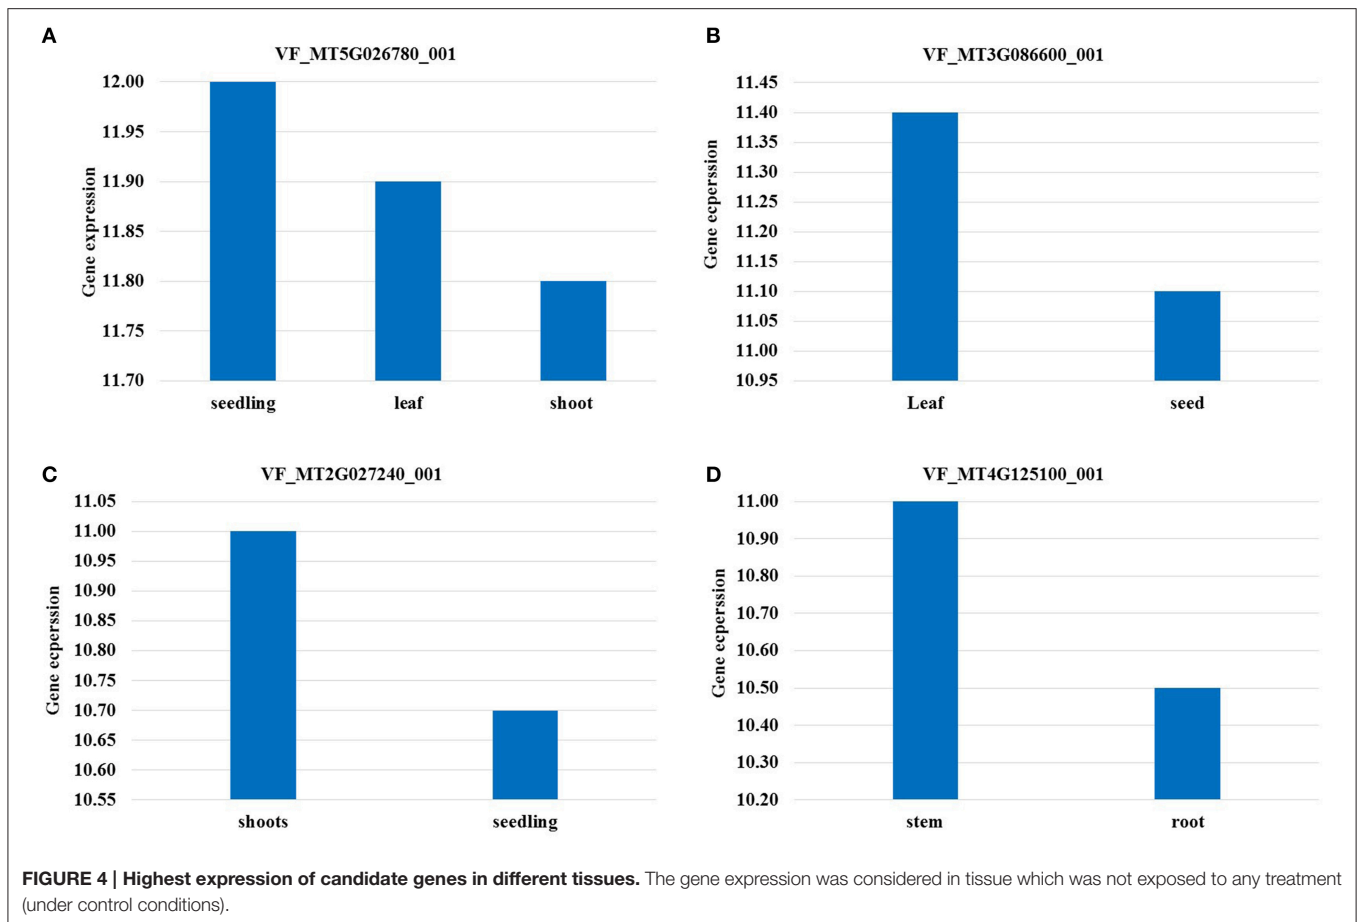 A
VF_MT5G026780_001
Gene expression
12.00
11.95
11.90
11.85
11.80
11.75
11.70
seedling leaf shoot
B
VF_MT3G086600_001
Gene ecperssion
11.45
11.40
11.35
11.30
11.25
11.20
11.15
11.10
11.05
11.00
10.95
Leaf seed
C
VF_MT2G027240_001
Gene ecperssion
11.05
11.00
10.95
10.90
10.85
10.80
10.75
10.70
10.65
10.60
10.55
shoots seedling
D
VF_MT4G125100_001
Gene ecperssion
11.00
10.90
10.80
10.70
10.60
10.50
10.40
10.30
10.20
stem root
FIGURE 4 | Highest expression of candidate genes in different tissues. The gene expression was considered in tissue which was not exposed to any treatment
(under control conditions).